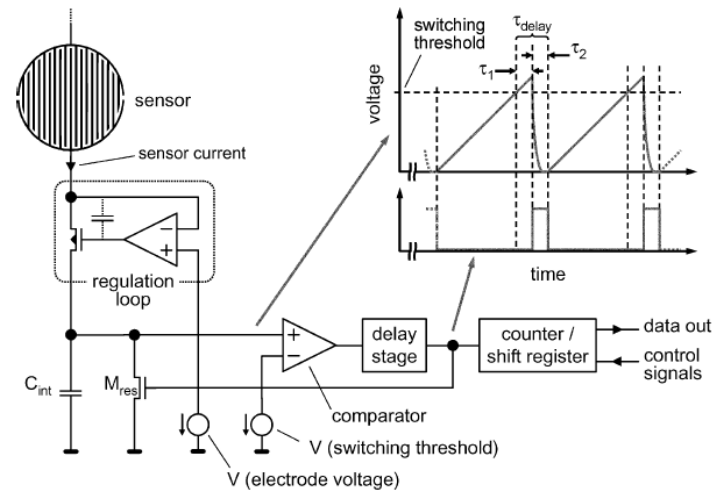 switching
threshold
τdelay
τ2
τ1
voltage
time
sensor
sensor current
regulation
loop
+
−
+
−
delay
stage
counter /
shift register
data out
control
signals
Cint
Mres
comparator
V (switching threshold)
V (electrode voltage)